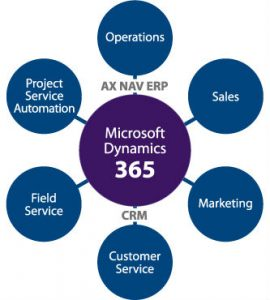 Operations
AX NAV ERP
Project
Service
Automation
Sales
Microsoft
Dynamics
365
Field
Service
Marketing
CRM
Customer
Service